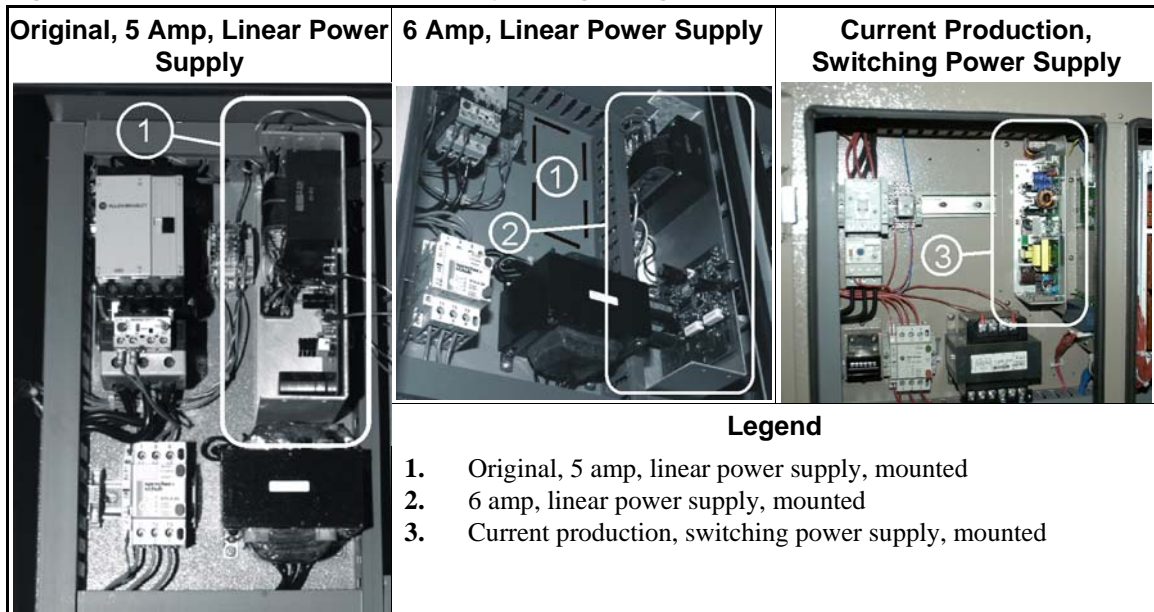 Original, 5 Amp, Linear Power
Supply
6 Amp, Linear Power Supply
Current Production,
Switching Power Supply
1
1
2
3
ALLEN-BRADLEY
Legend
1. Original, 5 amp, linear power supply, mounted
2. 6 amp, linear power supply, mounted
3. Current production, switching power supply, mounted